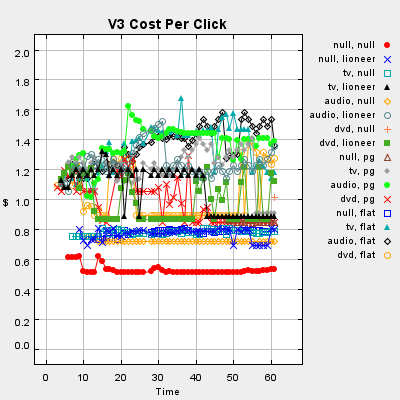 V3 Cost Per Click
2.0
1.8
1.6
1.4
1.2
1.0
0.8
0.6
0.4
0.2
0.0
$
0 10 20 30 40 50 60
Time
null, null
null, lioneer
tv, null
tv, lioneer
audio, null
audio, lioneer
dvd, null
dvd, lioneer
null, pg
tv, pg
audio, pg
dvd, pg
null, flat
tv, flat
audio, flat
dvd, flat